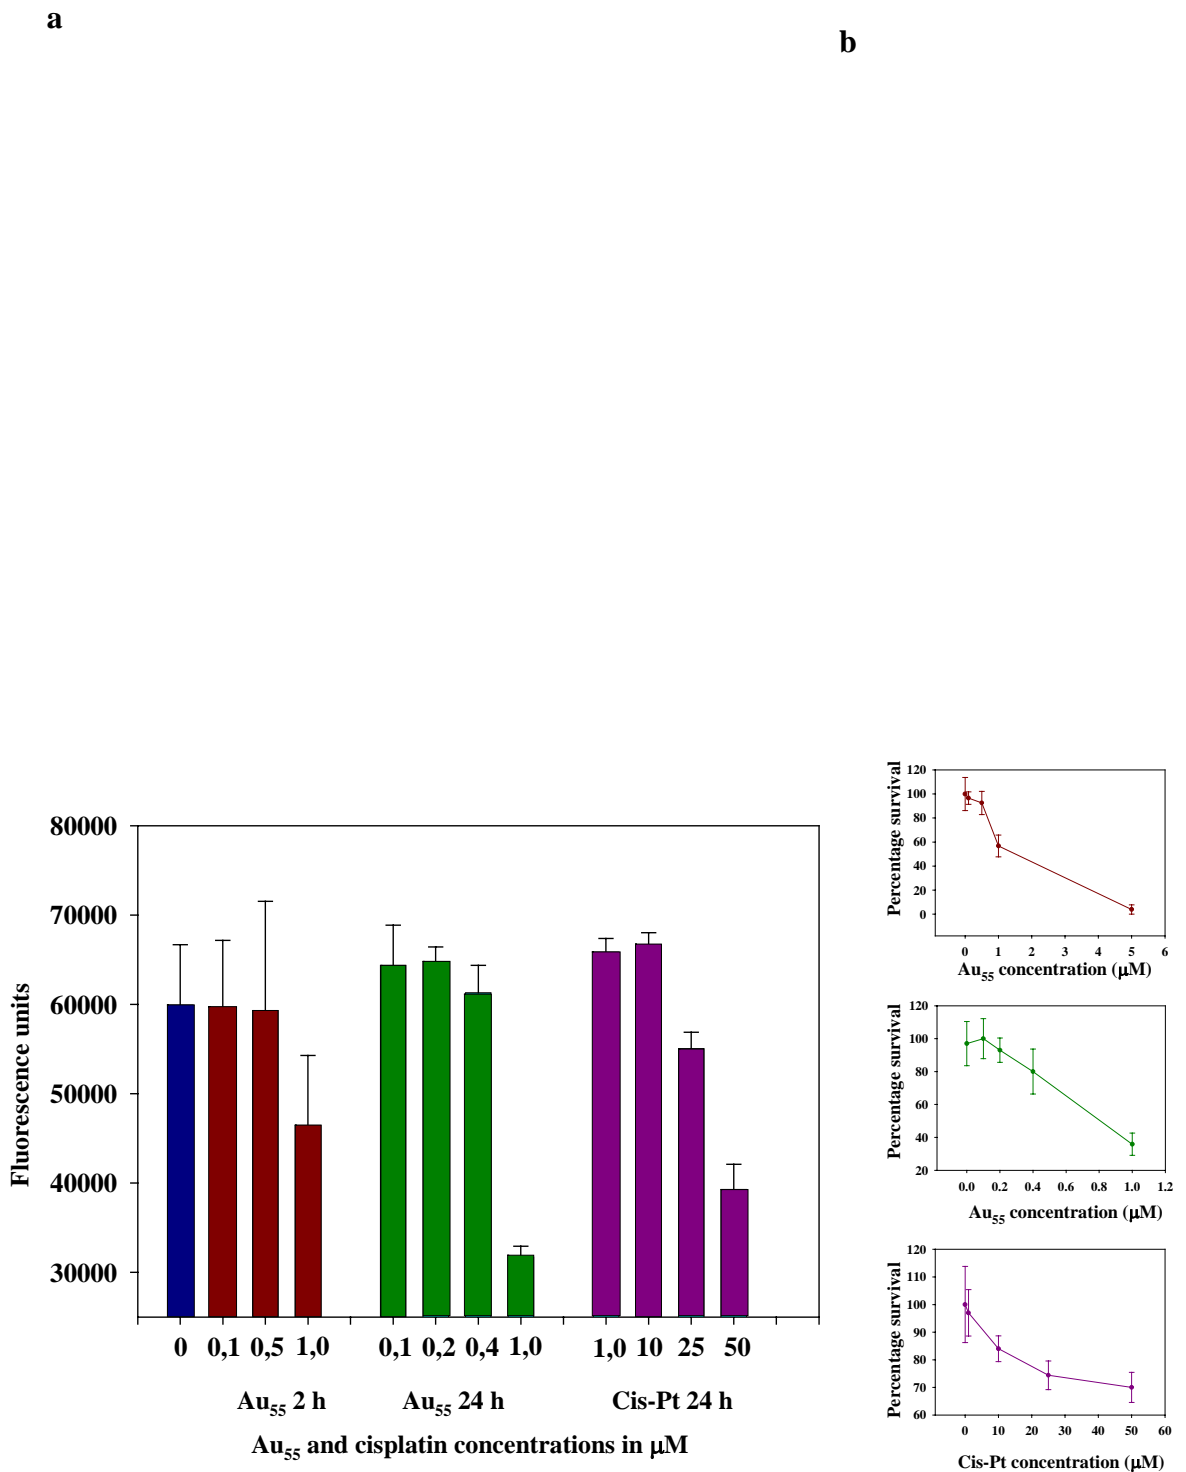 a
b
80000
70000
60000
50000
40000
30000
Fluorescence units
0 0,1 0,5 1,0 0,1 0,2 0,4 1,0 1,0 10 25 50
Au55 2 h Au55 24 h Cis-Pt 24 h
Au55 and cisplatin concentrations in μM
120
100
80
60
40
20
0
Percentage survival
0 1 2 3 4 5 6
Au55 concentration (μM)
120
100
80
60
40
20
Percentage survival
0.0 0.2 0.4 0.6 0.8 1.0 1.2
Au55 concentration (μM)
120
110
100
90
80
70
60
Percentage survival
0 10 20 30 40 50 60
Cis-Pt concentration (μM)